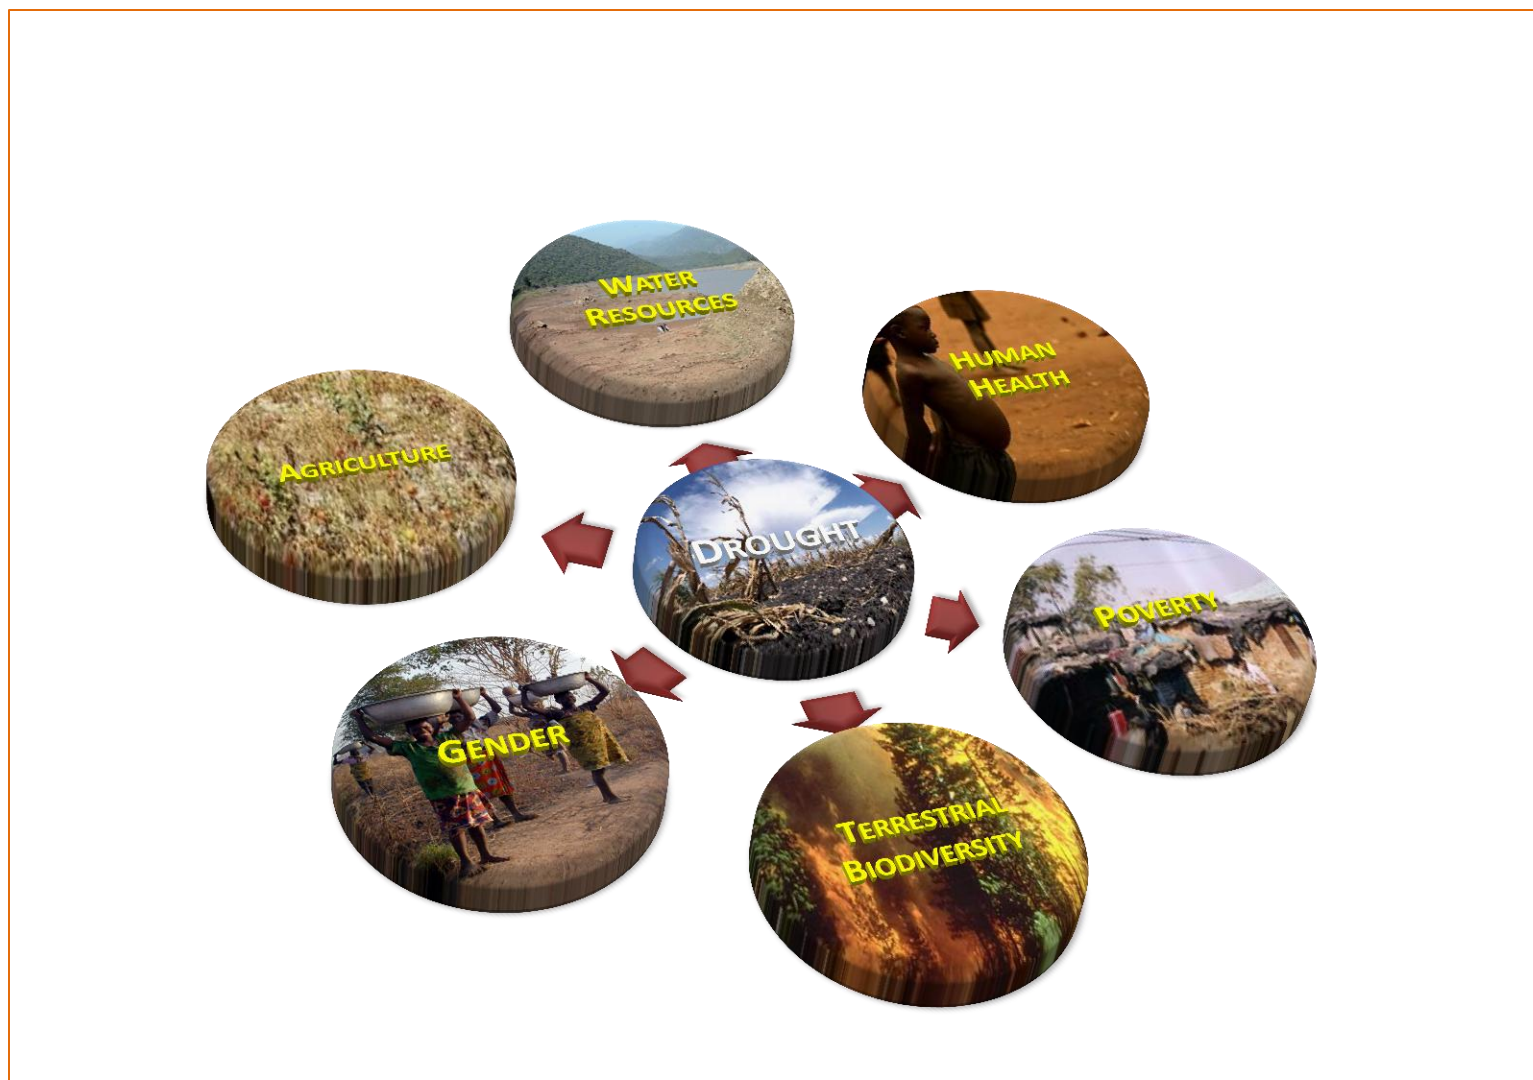 WATER
RESOURCES
HUMAN
HEALTH
AGRICULTURE
DROUGHT
POVERTY
GENDER
TERRESTRIAL
BIODIVERSITY